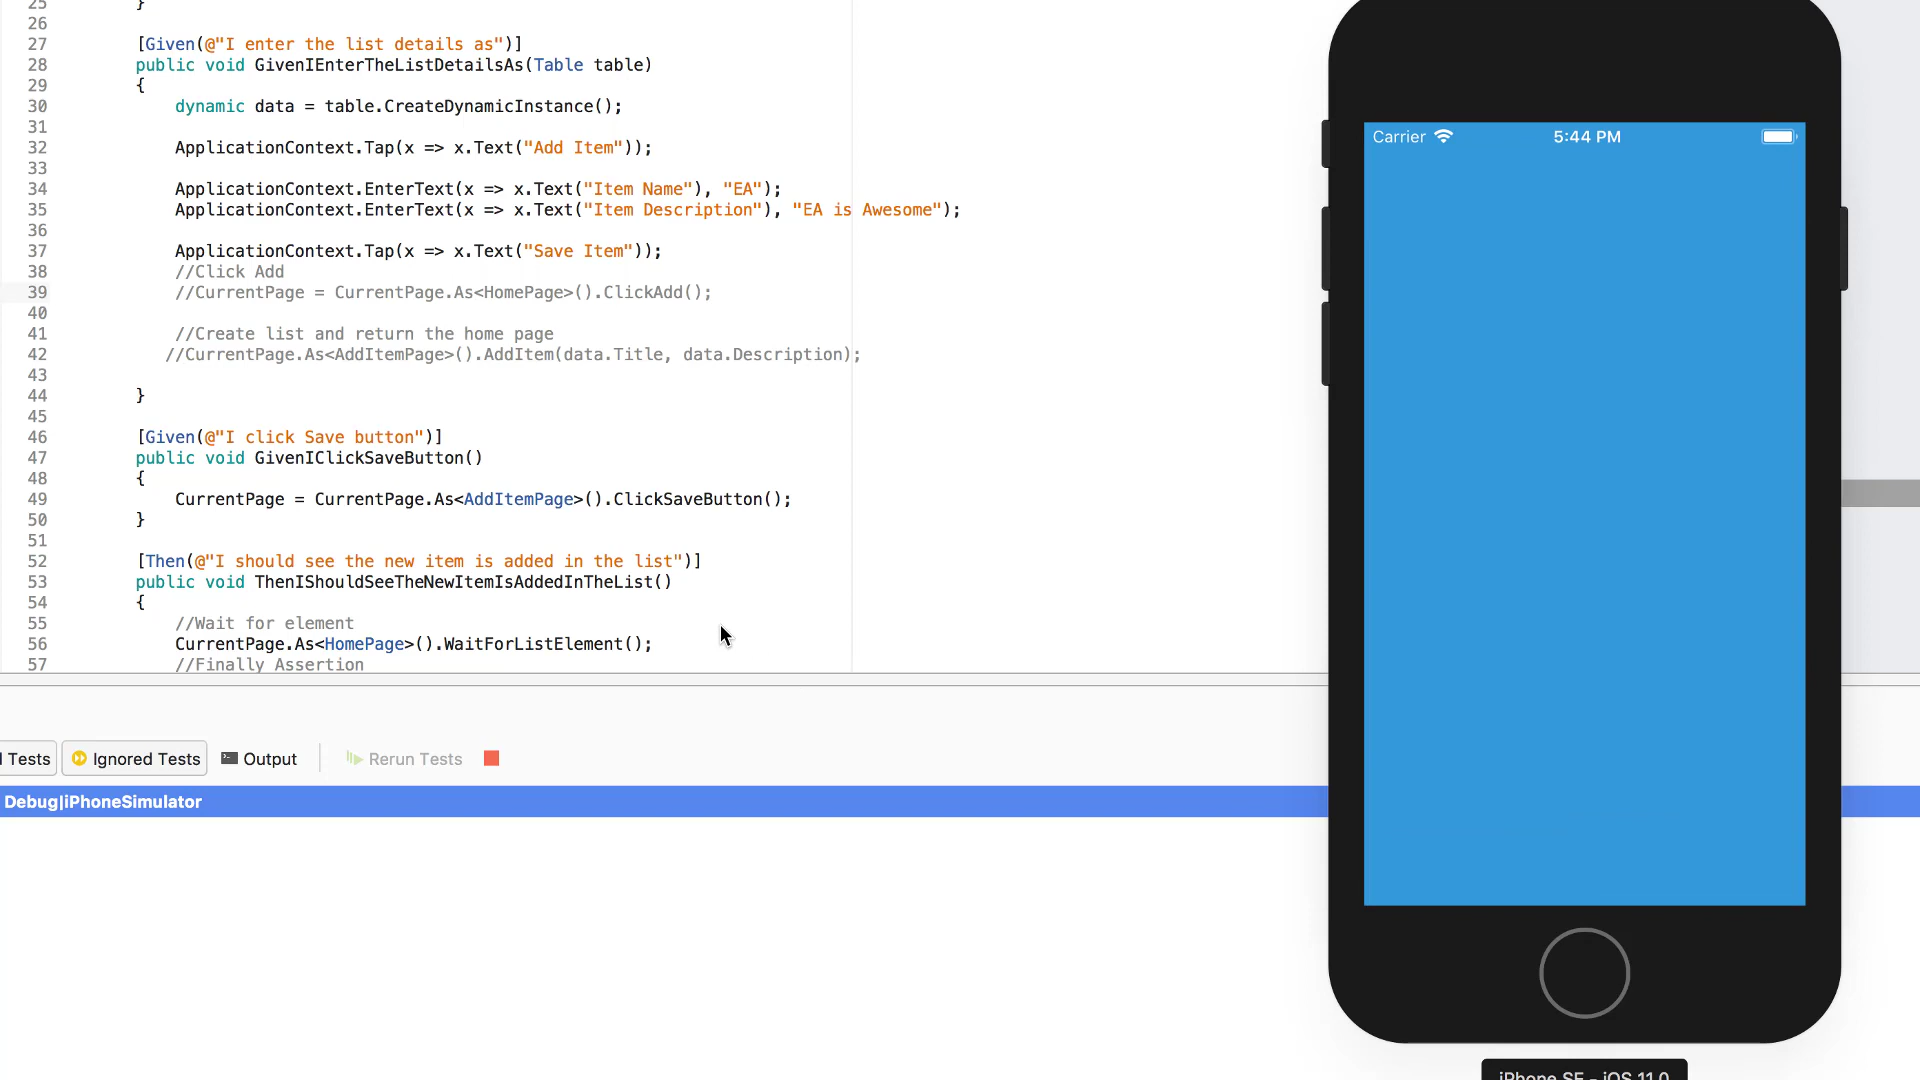 25 }
26
27 [Given(@"I enter the list details as")]
28 public void GivenIEnterTheListDetailsAs(Table table)
29 {
30 dynamic data = table.CreateDynamicInstance();
31
32 ApplicationContext.Tap(x => x.Text("Add Item"));
33
34 ApplicationContext.EnterText(x => x.Text("Item Name"), "EA");
35 ApplicationContext.EnterText(x => x.Text("Item Description"), "EA is Awesome");
36
37 ApplicationContext.Tap(x => x.Text("Save Item"));
38 //Click Add
39 //CurrentPage = CurrentPage.As<HomePage>().ClickAdd();
40
41 //Create list and return the home page
42 //CurrentPage.As<AddItemPage>().AddItem(data.Title, data.Description);
43
44 }
45
46 [Given(@"I click Save button")]
47 public void GivenIClickSaveButton()
48 {
49 CurrentPage = CurrentPage.As<AddItemPage>().ClickSaveButton();
50 }
51
52 [Then(@"I should see the new item is added in the list")]
53 public void ThenIShouldSeeTheNewItemIsAddedInTheList()
54 {
55 //Wait for element
56 CurrentPage.As<HomePage>().WaitForListElement();
57 //Finally Assertion
Carrier 5:44 PM
Tests Ignored Tests Output Rerun Tests
Debug|iPhoneSimulator
iPhone SE - iOS 11.0